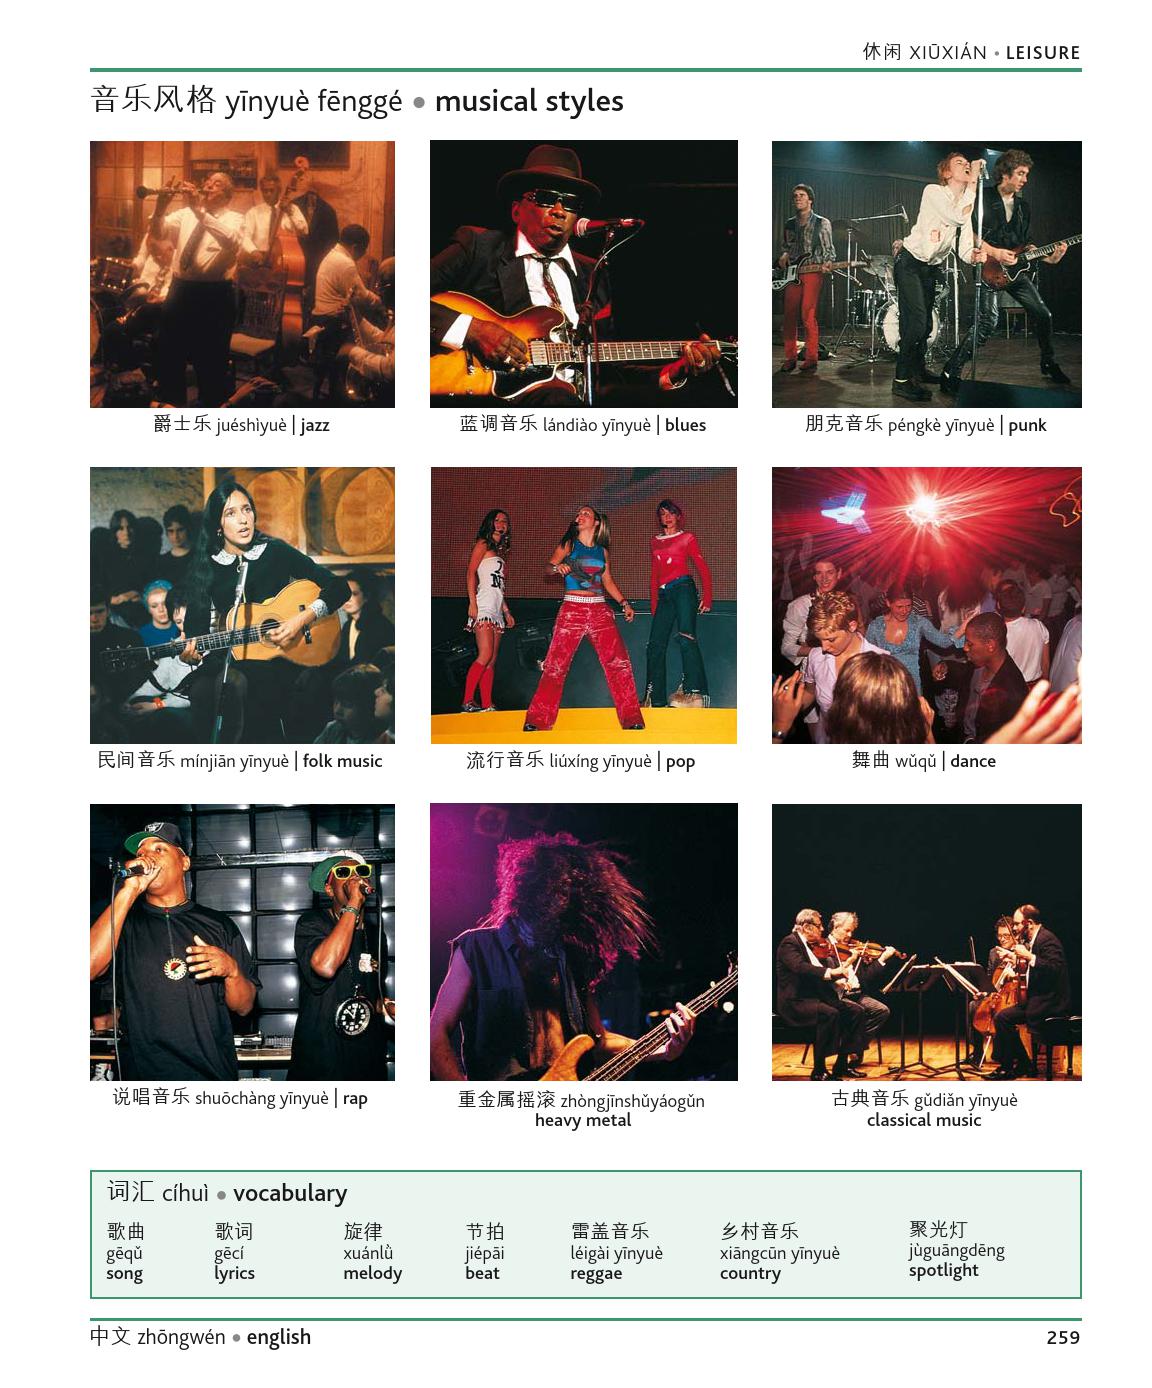 休闲 XIŪXIÁN • LEISURE
音乐风格 yīnyuè fēnggé • musical styles
爵士乐 juéshìyuè | jazz
蓝调音乐 lándiào yīnyuè | blues
朋克音乐 péngkè yīnyuè | punk
民间音乐 mínjiān yīnyuè | folk music
流行音乐 liúxíng yīnyuè | pop
舞曲 wǔqǔ | dance
说唱音乐 shuōchàng yīnyuè | rap
重金属摇滚 zhòngjīnshǔyáogǔn
heavy metal
古典音乐 gǔdiǎn yīnyuè
classical music
词汇 cíhuì • vocabulary
歌曲
gēqǔ
song
歌词
gēcí
lyrics
旋律
xuánlǜ
melody
节拍
jiépāi
beat
雷盖音乐
léigài yīnyuè
reggae
乡村音乐
xiāngcūn yīnyuè
country
聚光灯
jùguāngdēng
spotlight
中文 zhōngwén • english
259